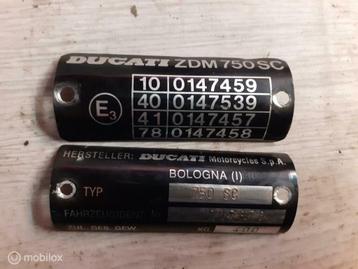 DUCATI ZDM 750 SC
10 0147459
40 0147539
E3 41 0147457
78 0147458
HERSTELLER: DUCATI Motorcycles S.p.A.
BOLOGNA (I)
TYP 750 SC
FAHRZEUGIDENT. Nr.
ZUL. GES. GEW. KG
mobilox